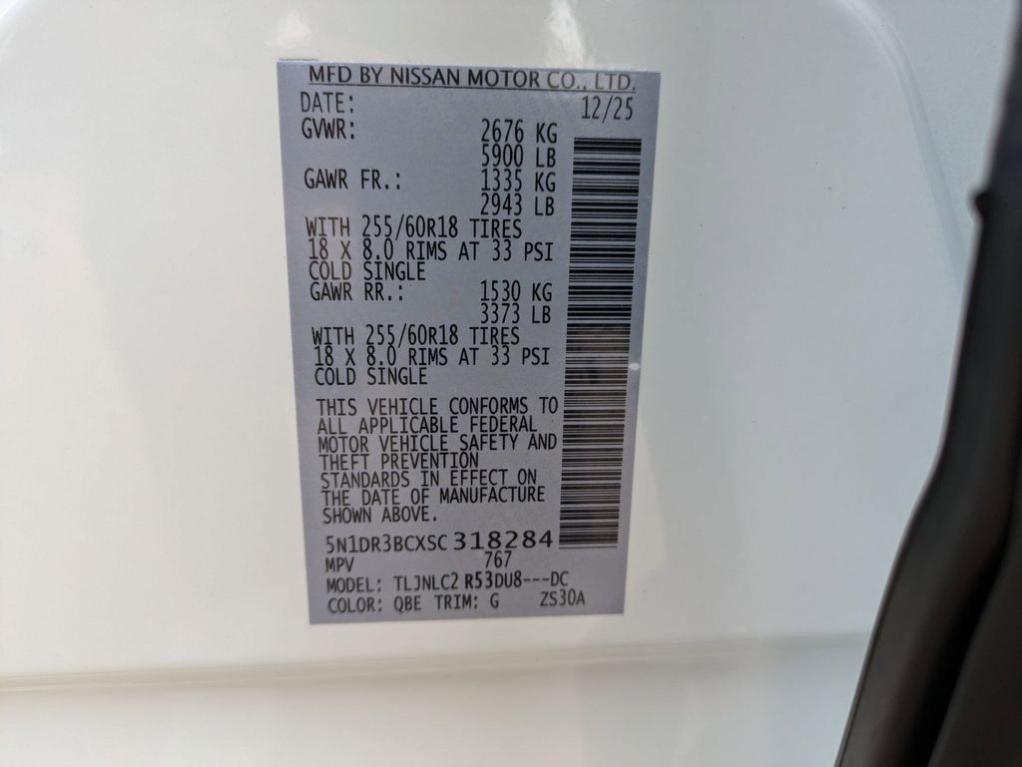 MFD BY NISSAN MOTOR CO., LTD.
DATE: 12/25
GVWR: 2676 KG
5900 LB
GAWR FR.: 1335 KG
2943 LB
WITH 255/60R18 TIRES
18 X 8.0 RIMS AT 33 PSI
COLD SINGLE
GAWR RR.: 1530 KG
3373 LB
WITH 255/60R18 TIRES
18 X 8.0 RIMS AT 33 PSI
COLD SINGLE
THIS VEHICLE CONFORMS TO
ALL APPLICABLE FEDERAL
MOTOR VEHICLE SAFETY AND
THEFT PREVENTION
STANDARDS IN EFFECT ON
THE DATE OF MANUFACTURE
SHOWN ABOVE.
5N1DR3BCXSC318284
MPV 767
MODEL: TLJNLC2 R53DU8---DC
COLOR: QBE TRIM: G ZS30A